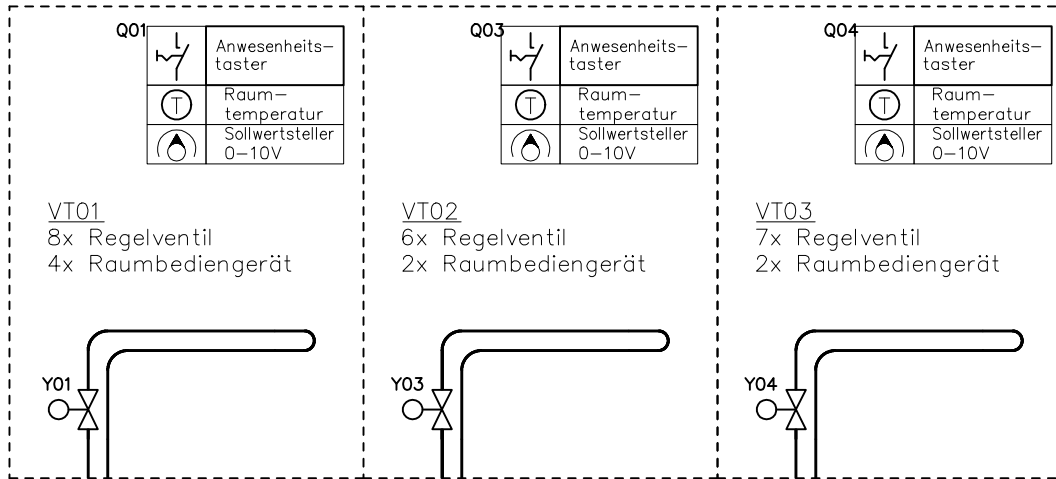 Q01
Anwesenheits-
taster
T
Raum-
temperatur
Sollwertsteller
0-10V
VT01
8x Regelventil
4x Raumbediengerät
Y01
Q03
Anwesenheits-
taster
T
Raum-
temperatur
Sollwertsteller
0-10V
VT02
6x Regelventil
2x Raumbediengerät
Y03
Q04
Anwesenheits-
taster
T
Raum-
temperatur
Sollwertsteller
0-10V
VT03
7x Regelventil
2x Raumbediengerät
Y04